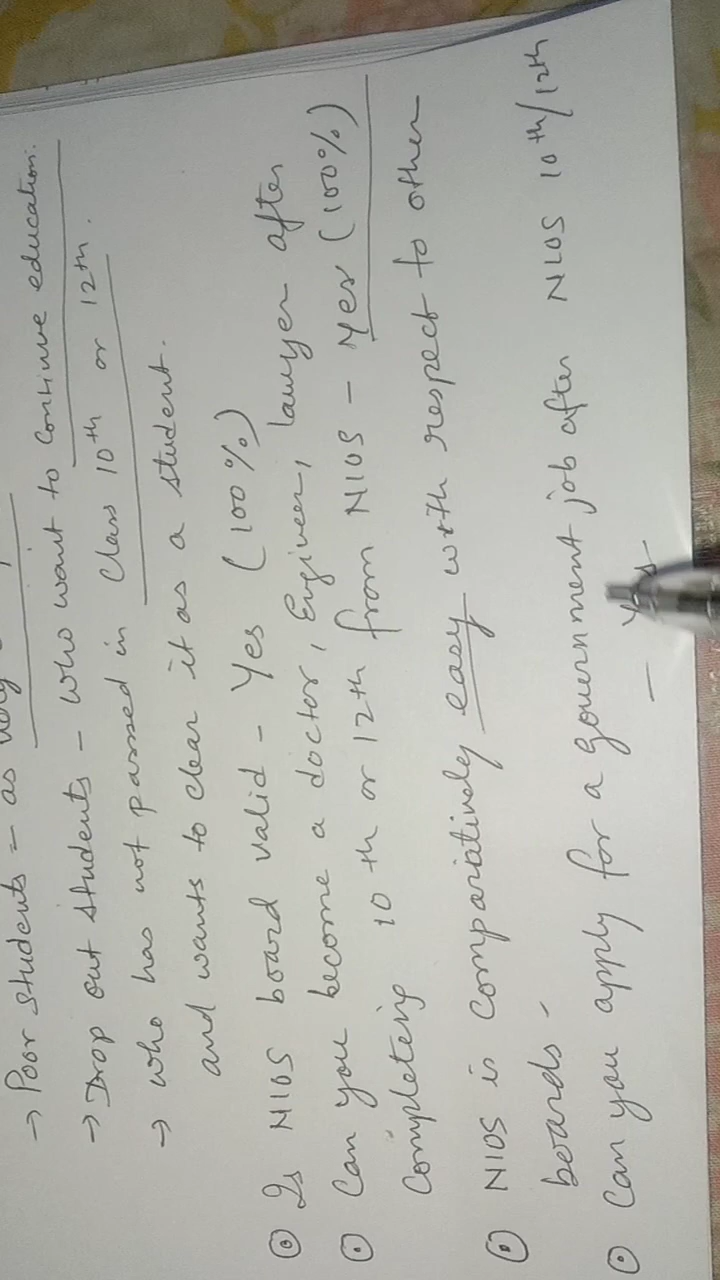 → Poor students = as
→ Drop out students - who want to continue education.
→ who has not passed in class 10th or 12th.
and wants to clear it as a student.
Is NIOS board valid - Yes (100%)
Can you become a doctor, Engineer, lawyer after
completing 10th or 12th from NIOS - Yes (100%)
NIOS is compariatively easy with respect to other
boards -
Can you apply for a government job after NIOS 10th/12th
- Yes